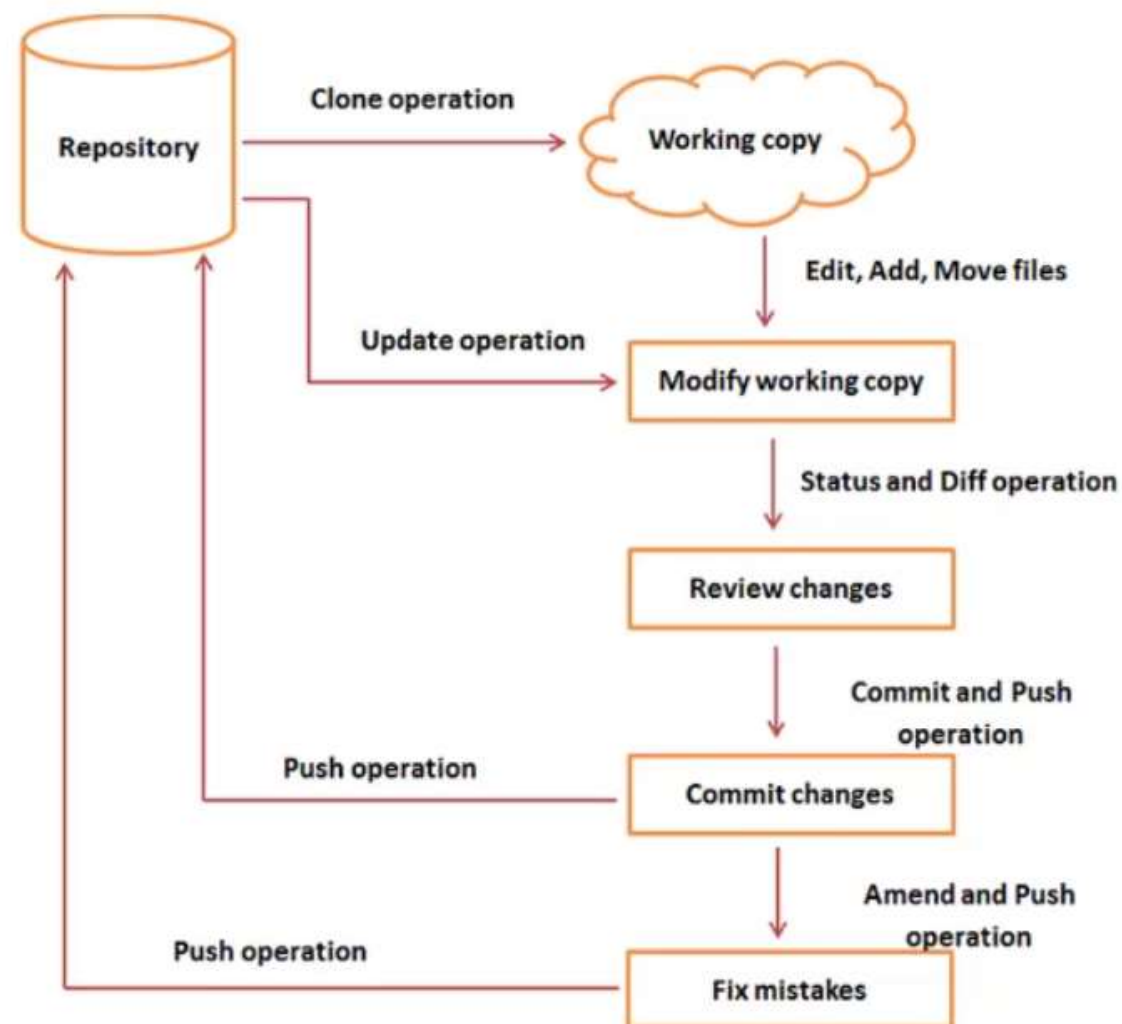 Clone operation
Repository
Working copy
Edit, Add, Move files
Update operation
Modify working copy
Status and Diff operation
Review changes
Commit and Push
operation
Push operation
Commit changes
Amend and Push
operation
Push operation
Fix mistakes